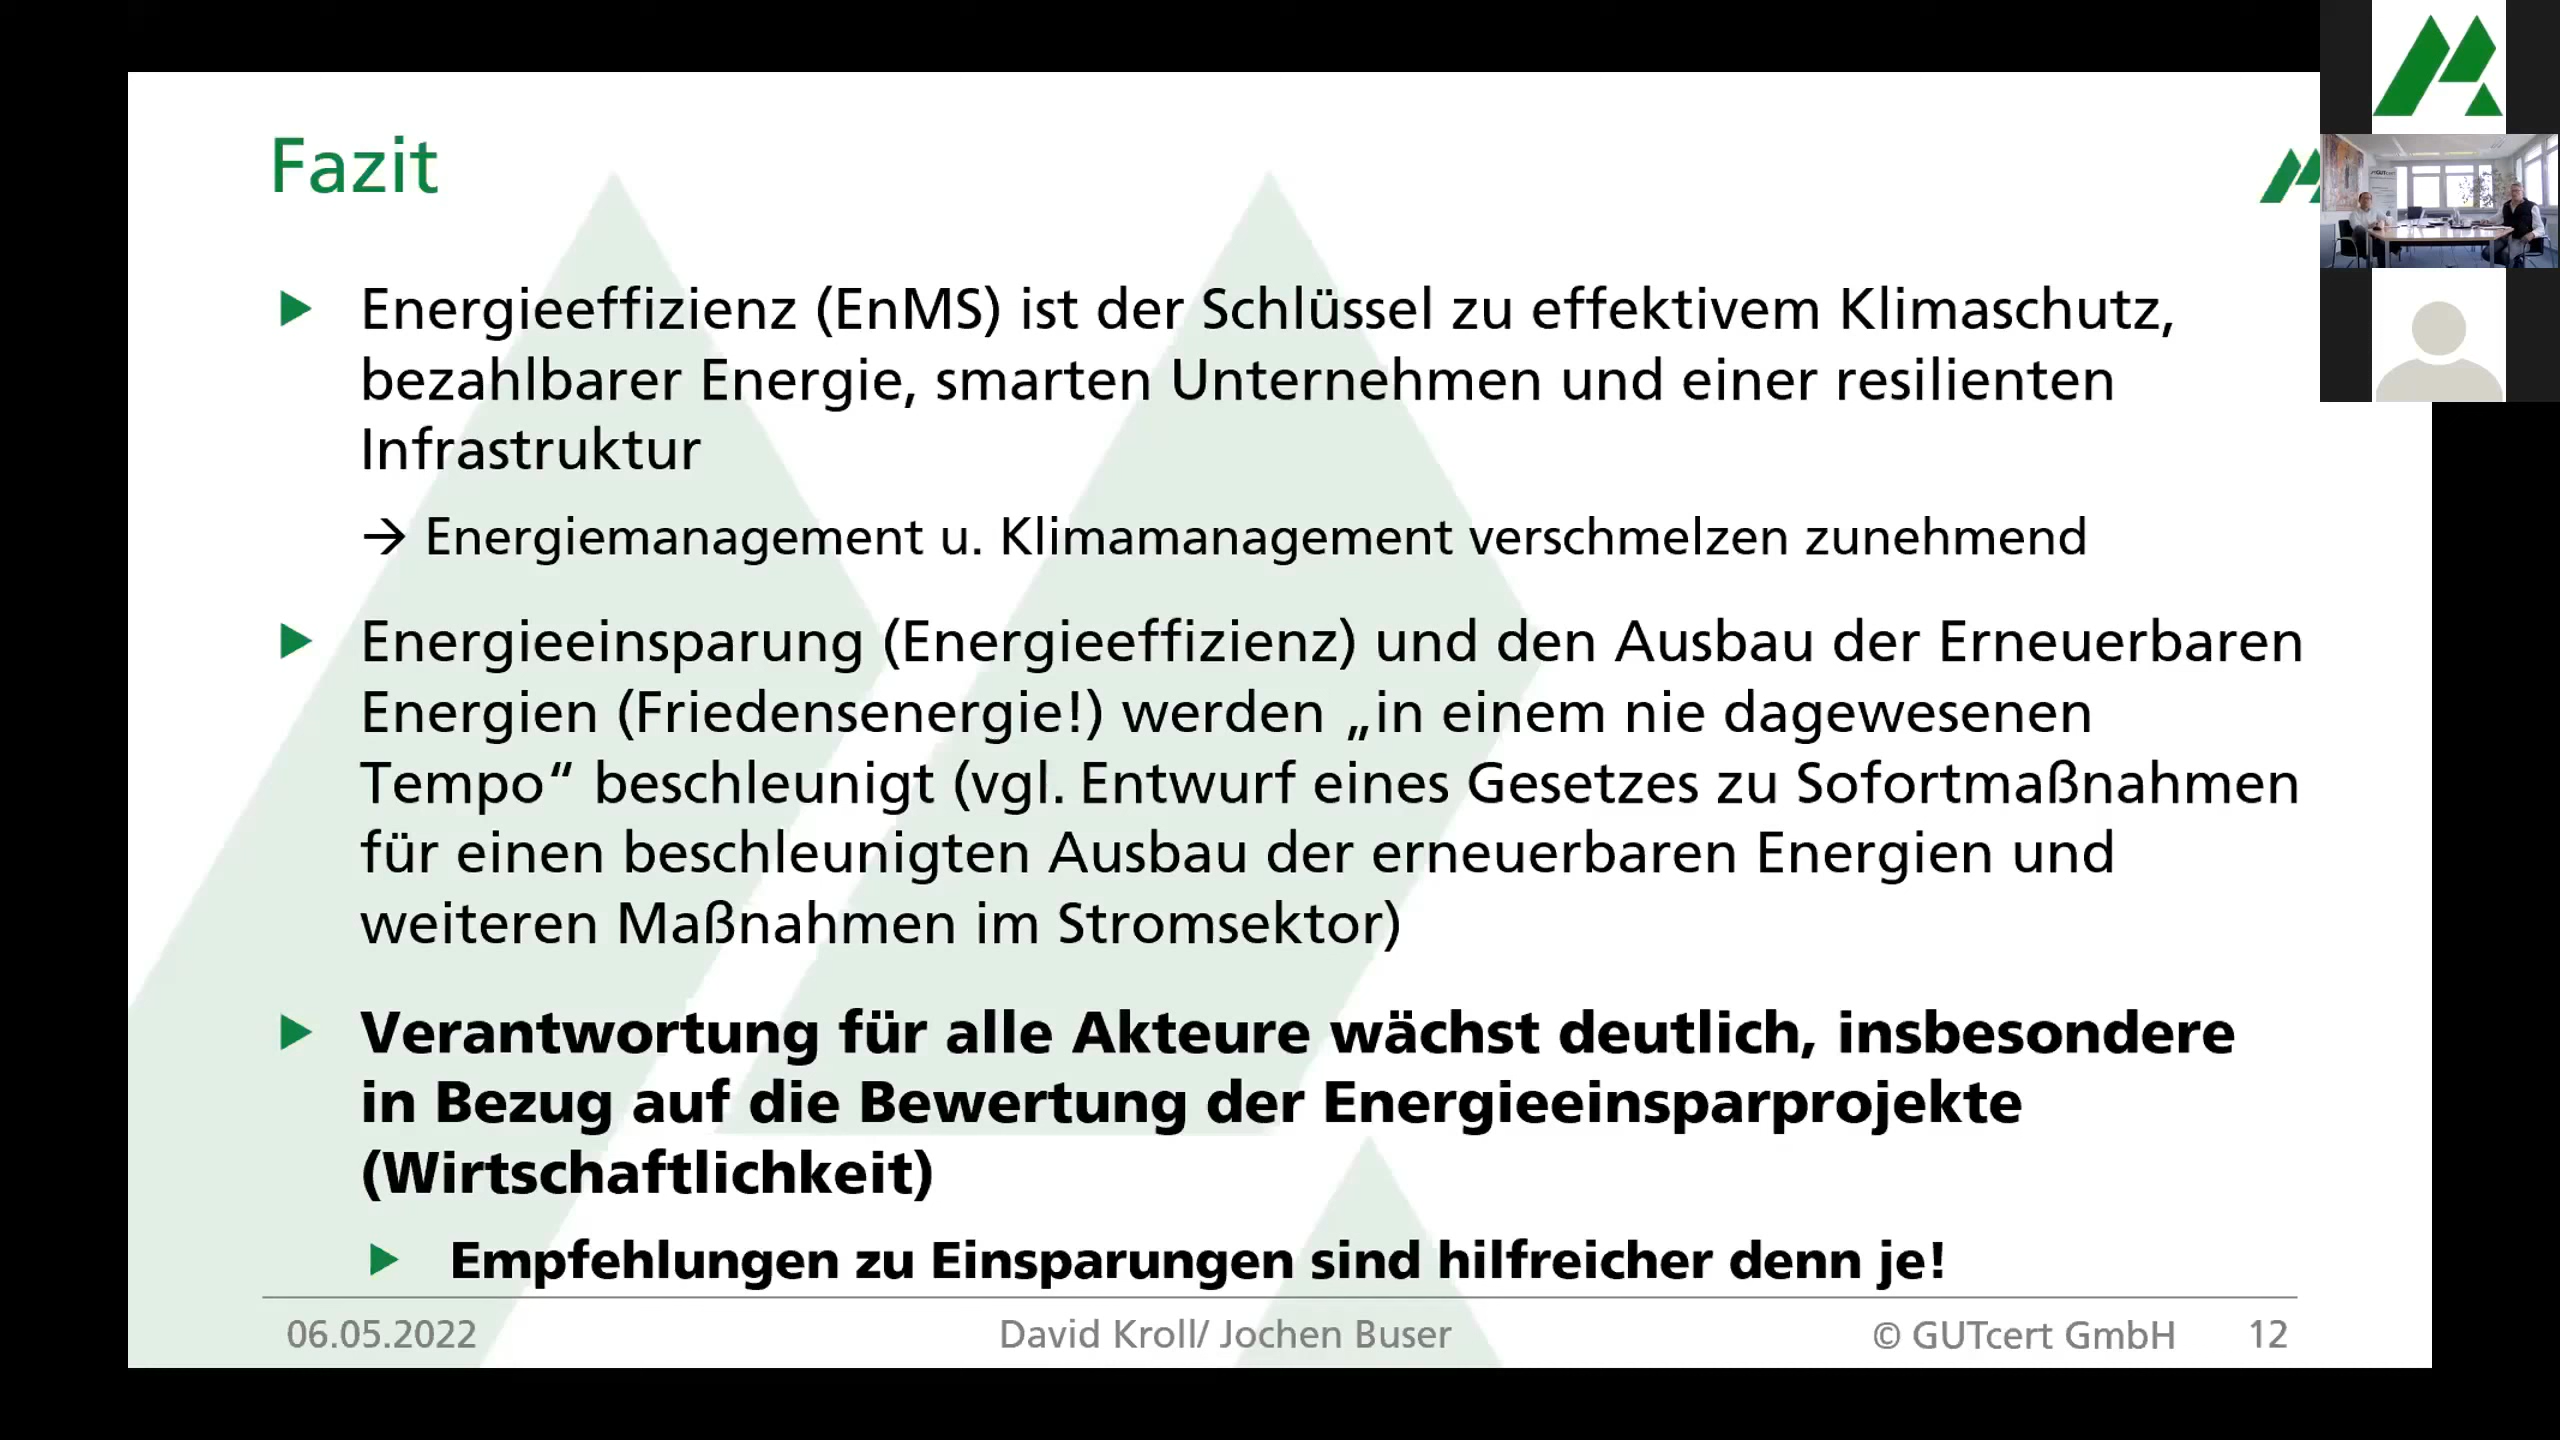 Fazit
Energieeffizienz (EnMS) ist der Schlüssel zu effektivem Klimaschutz,
bezahlbarer Energie, smarten Unternehmen und einer resilienten
Infrastruktur
→ Energiemanagement u. Klimamanagement verschmelzen zunehmend
Energieeinsparung (Energieeffizienz) und den Ausbau der Erneuerbaren
Energien (Friedensenergie!) werden „in einem nie dagewesenen
Tempo“ beschleunigt (vgl. Entwurf eines Gesetzes zu Sofortmaßnahmen
für einen beschleunigten Ausbau der erneuerbaren Energien und
weiteren Maßnahmen im Stromsektor)
Verantwortung für alle Akteure wächst deutlich, insbesondere
in Bezug auf die Bewertung der Energieeinsparprojekte
(Wirtschaftlichkeit)
Empfehlungen zu Einsparungen sind hilfreicher denn je!
06.05.2022 David Kroll/ Jochen Buser © GUTcert GmbH 12